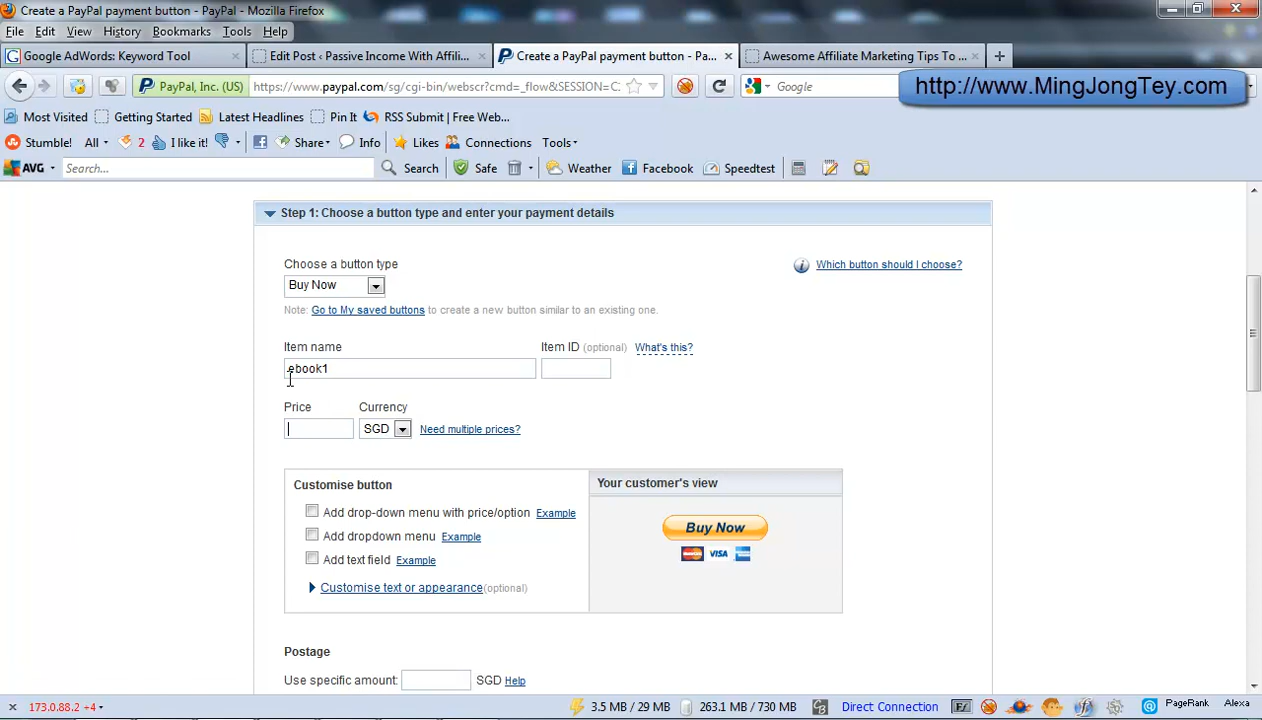 Create a PayPal payment button - PayPal - Mozilla Firefox
File Edit View History Bookmarks Tools Help
Google AdWords: Keyword Tool × Edit Post ‹ Passive Income With Affili... × Create a PayPal payment button - Pa... × Awesome Affiliate Marketing Tips To ... × +
PayPal, Inc. (US) https://www.paypal.com/sg/cgi-bin/webscr?cmd=_flow&SESSION=C: Google
http://www.MingJongTey.com
Most Visited Getting Started Latest Headlines Pin It RSS Submit | Free Web...
Stumble! All 2 I like it! Share Info Likes Connections Tools
AVG Search... Search Safe Weather Facebook Speedtest
Step 1: Choose a button type and enter your payment details
Choose a button type
Which button should I choose?
Buy Now
Note: Go to My saved buttons to create a new button similar to an existing one.
Item name Item ID (optional) What's this?
ebook1
Price Currency
SGD Need multiple prices?
Customise button
Your customer's view
Add drop-down menu with price/option Example
Add dropdown menu Example
Add text field Example
Customise text or appearance (optional)
Buy Now
MasterCard VISA
Postage
Use specific amount: SGD Help
× 173.0.88.2 +4 3.5 MB / 29 MB 263.1 MB / 730 MB Direct Connection PageRank Alexa